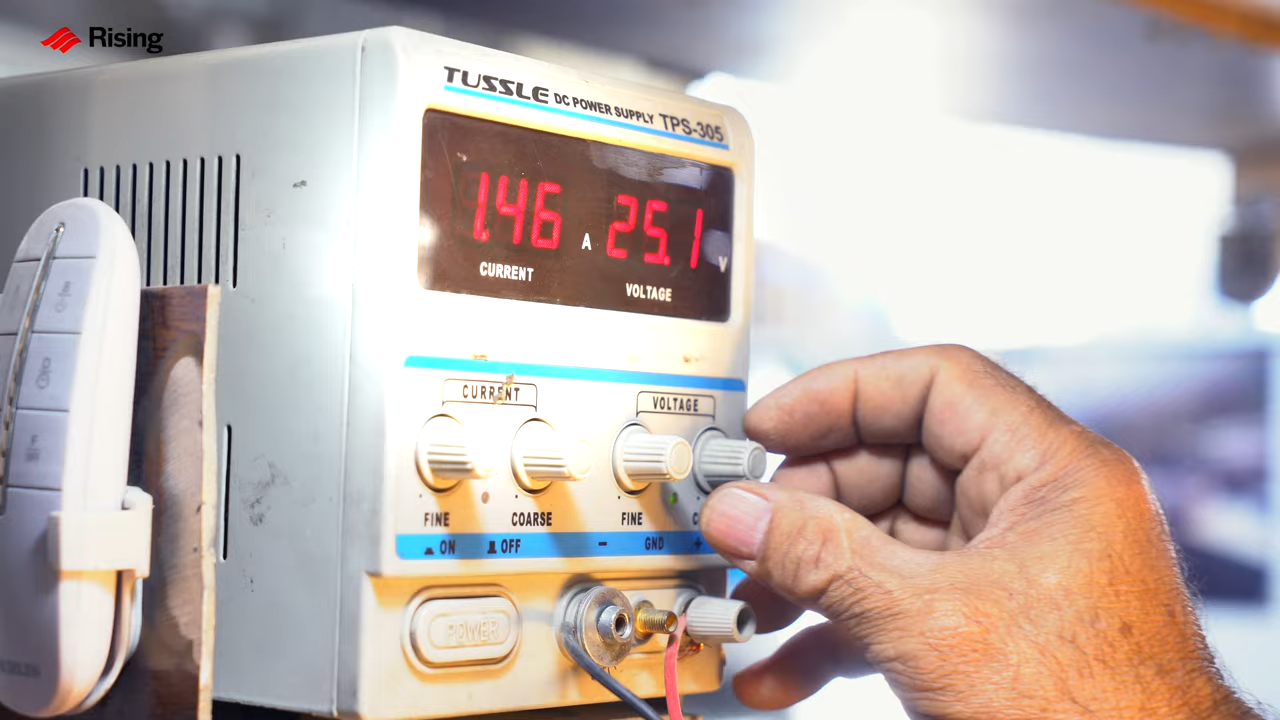 Rising
TUSSLE DC POWER SUPPLY TPS-305
1.46 A 25.1 V
CURRENT VOLTAGE
CURRENT VOLTAGE
FINE COARSE FINE
ON OFF - GND +
POWER